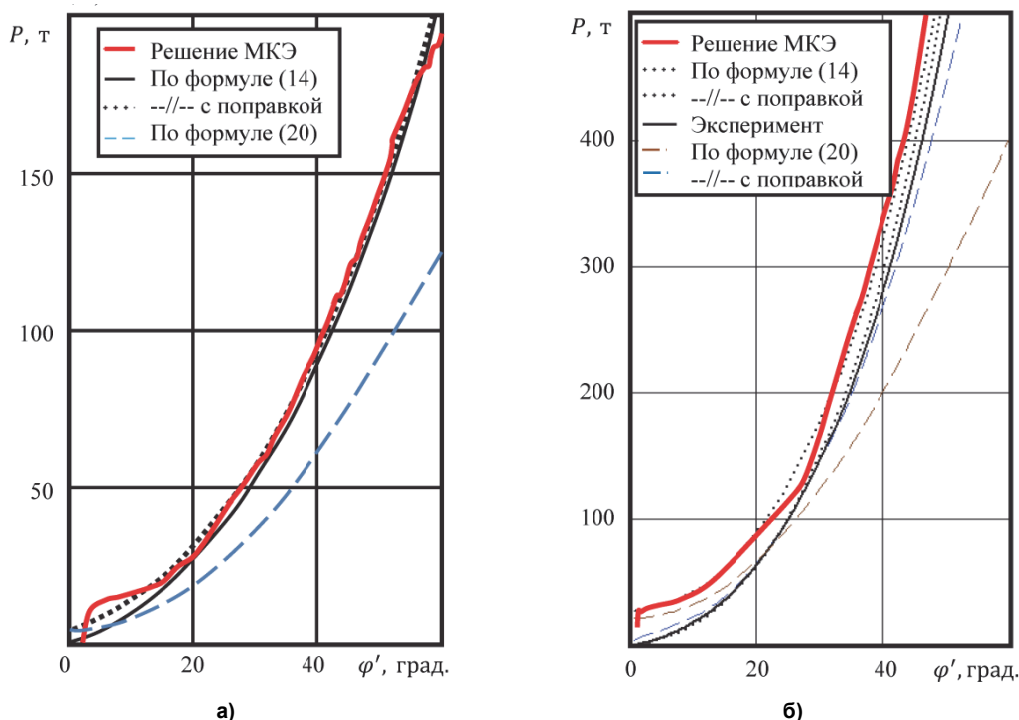 P, т
Решение МКЭ
По формуле (14)
--//-- с поправкой
По формуле (20)
150
100
50
0
20
40
φ′, град.
а)
P, т
Решение МКЭ
По формуле (14)
--//-- с поправкой
Эксперимент
По формуле (20)
--//-- с поправкой
400
300
200
100
0
20
40
φ′, град.
б)